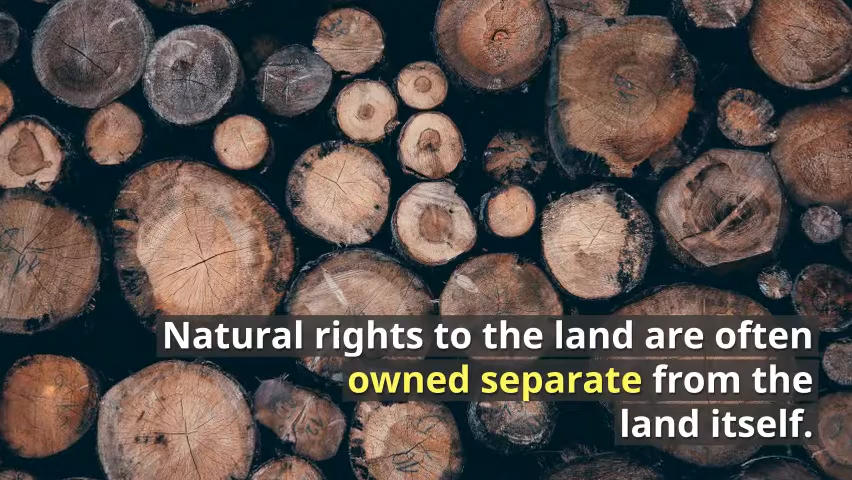 Natural rights to the land are often
owned separate from the
land itself.